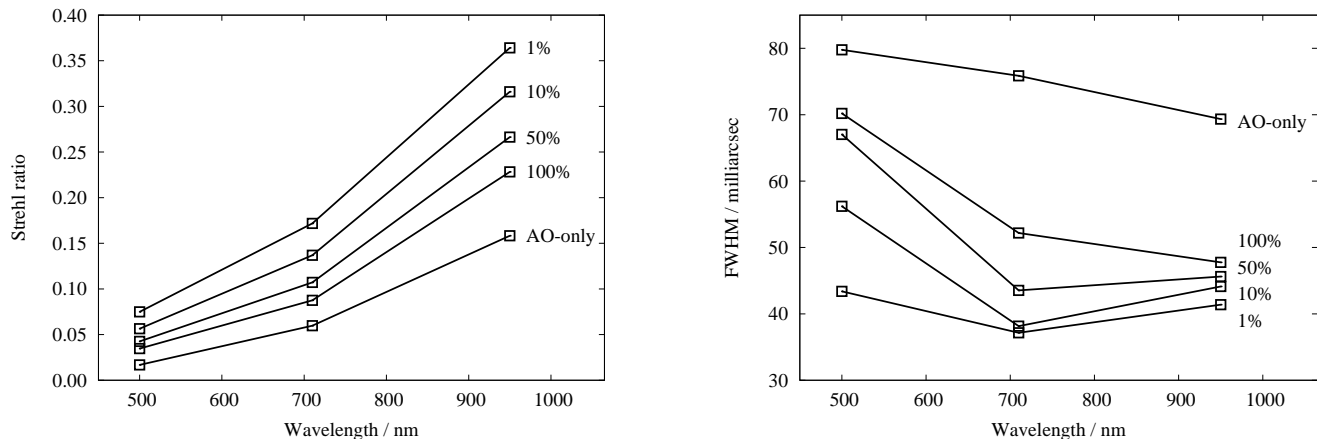 0.40
0.35
0.30
0.25
0.20
0.15
0.10
0.05
0.00
Strehl ratio
1%
10%
50%
100%
AO-only
500 600 700 800 900 1000
Wavelength / nm
80
70
60
50
40
30
FWHM / milliarcsec
AO-only
100%
50%
10%
1%
500 600 700 800 900 1000
Wavelength / nm